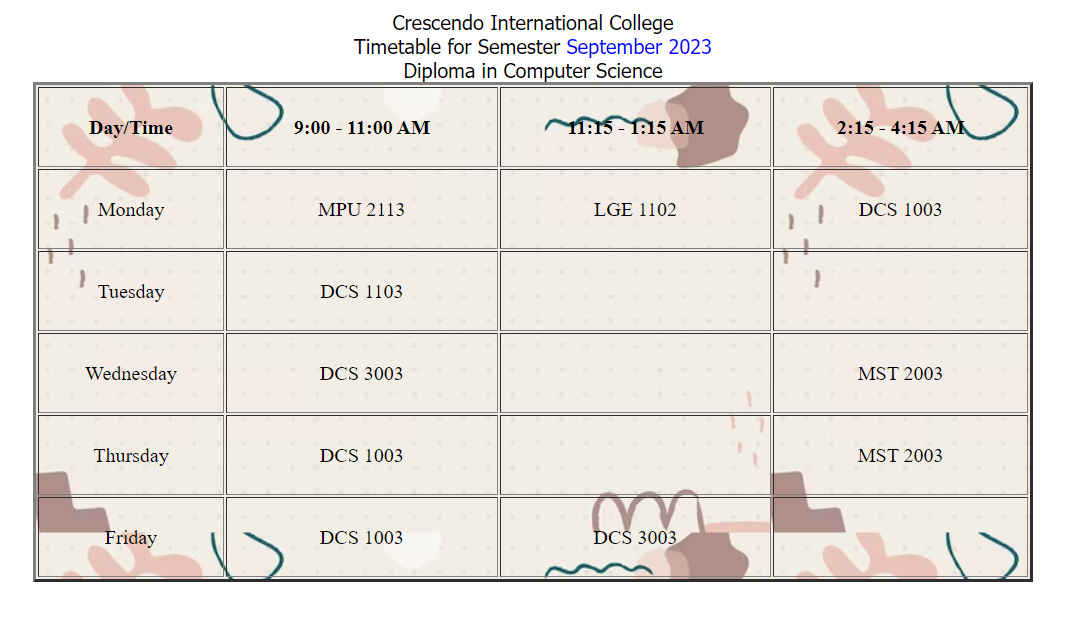 Crescendo International College
Timetable for Semester September 2023
Diploma in Computer Science
Day/Time 9:00 - 11:00 AM 11:15 - 1:15 AM 2:15 - 4:15 AM
Monday MPU 2113 LGE 1102 DCS 1003
Tuesday DCS 1103
Wednesday DCS 3003 MST 2003
Thursday DCS 1003 MST 2003
Friday DCS 1003 DCS 3003